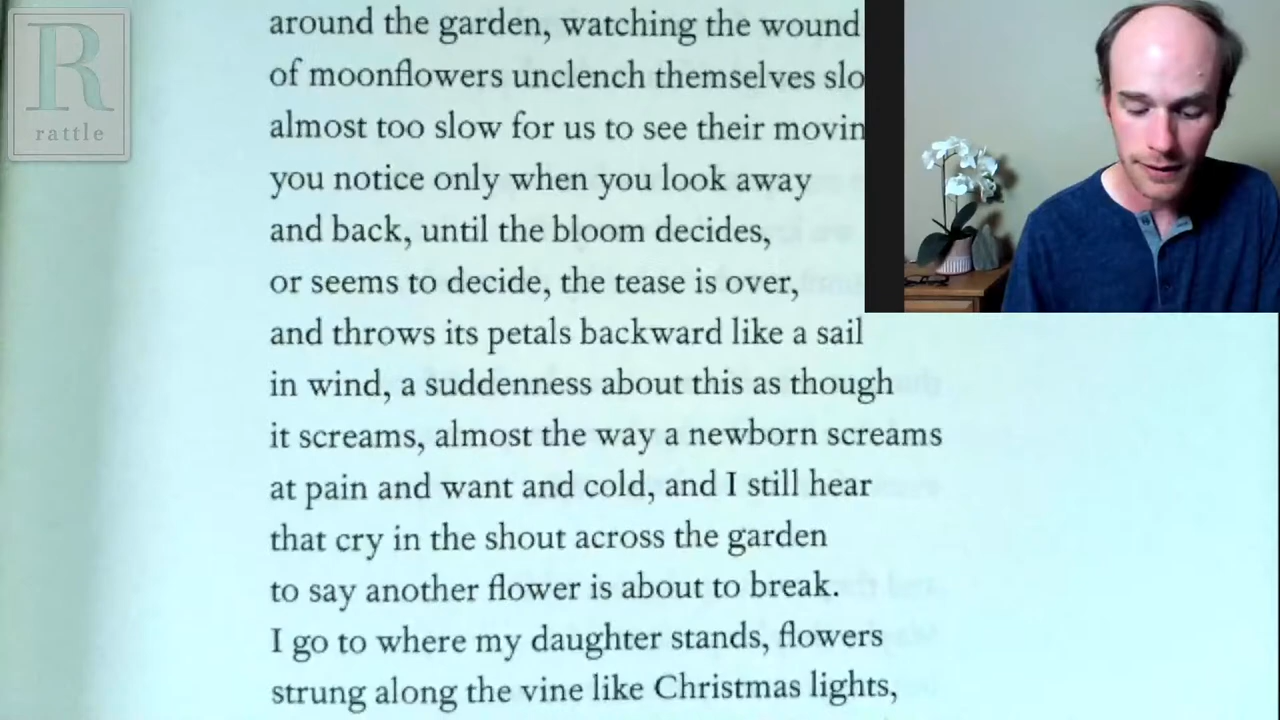 R
rattle
around the garden, watching the wound
of moonflowers unclench themselves slo
almost too slow for us to see their movin
you notice only when you look away
and back, until the bloom decides,
or seems to decide, the tease is over,
and throws its petals backward like a sail
in wind, a suddenness about this as though
it screams, almost the way a newborn screams
at pain and want and cold, and I still hear
that cry in the shout across the garden
to say another flower is about to break.
I go to where my daughter stands, flowers
strung along the vine like Christmas lights,